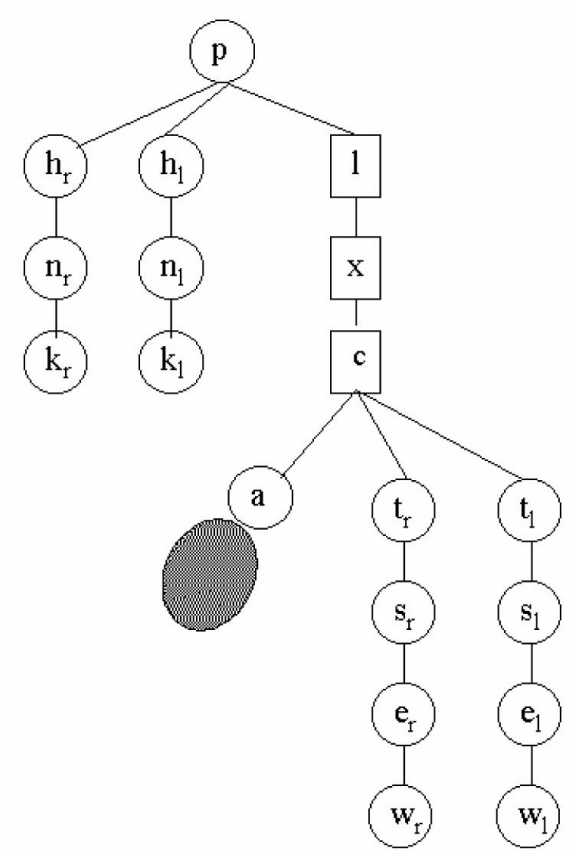 p
hᵣ hₗ l
nᵣ nₗ x
kᵣ kₗ c
a tᵣ tₗ
sᵣ sₗ
eᵣ eₗ
wᵣ wₗ